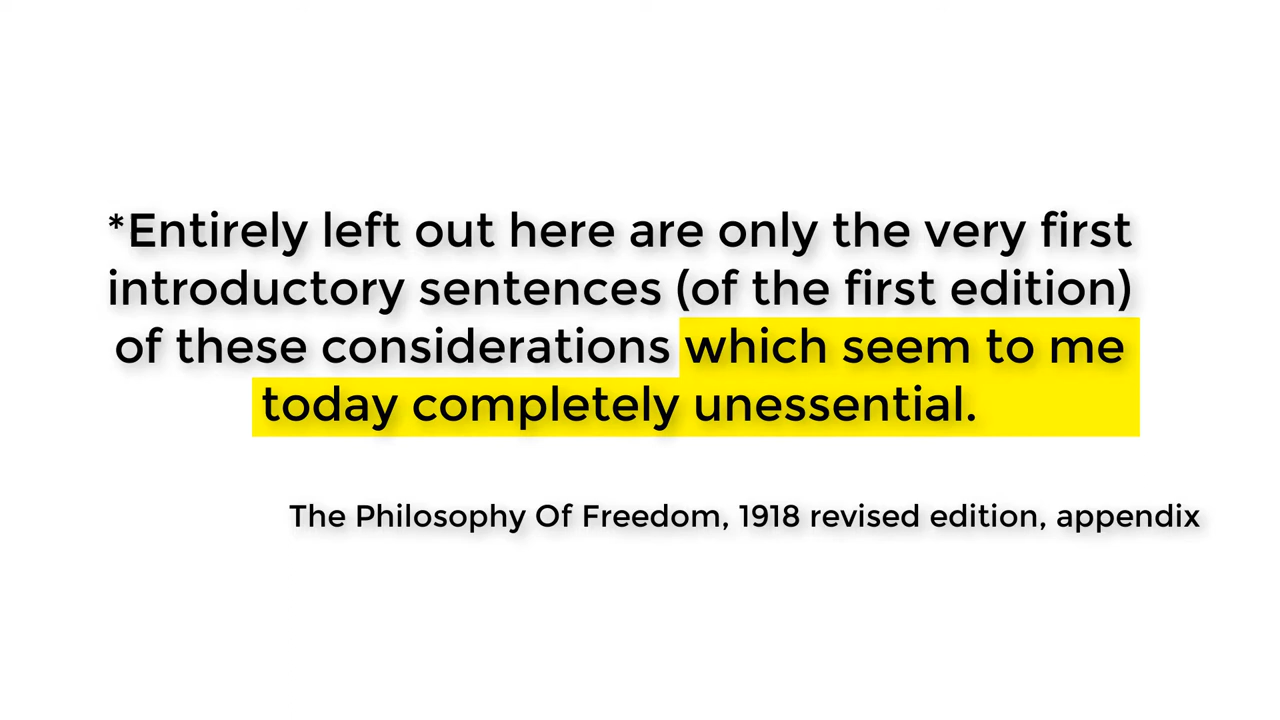 *Entirely left out here are only the very first
introductory sentences (of the first edition)
of these considerations which seem to me
today completely unessential.
The Philosophy Of Freedom, 1918 revised edition, appendix